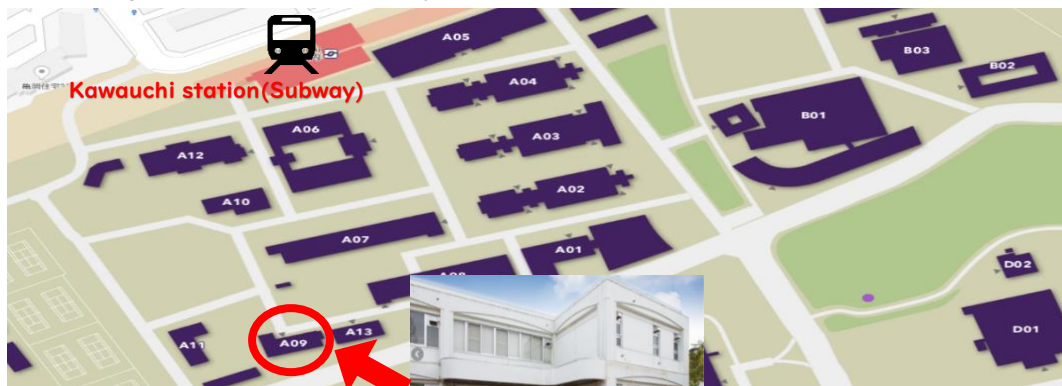 A05
B03
B02
A04
Kawauchi station(Subway)
B01
A06
A03
A12
A02
A10
A07
A01
D02
A13
D01
A09
A11